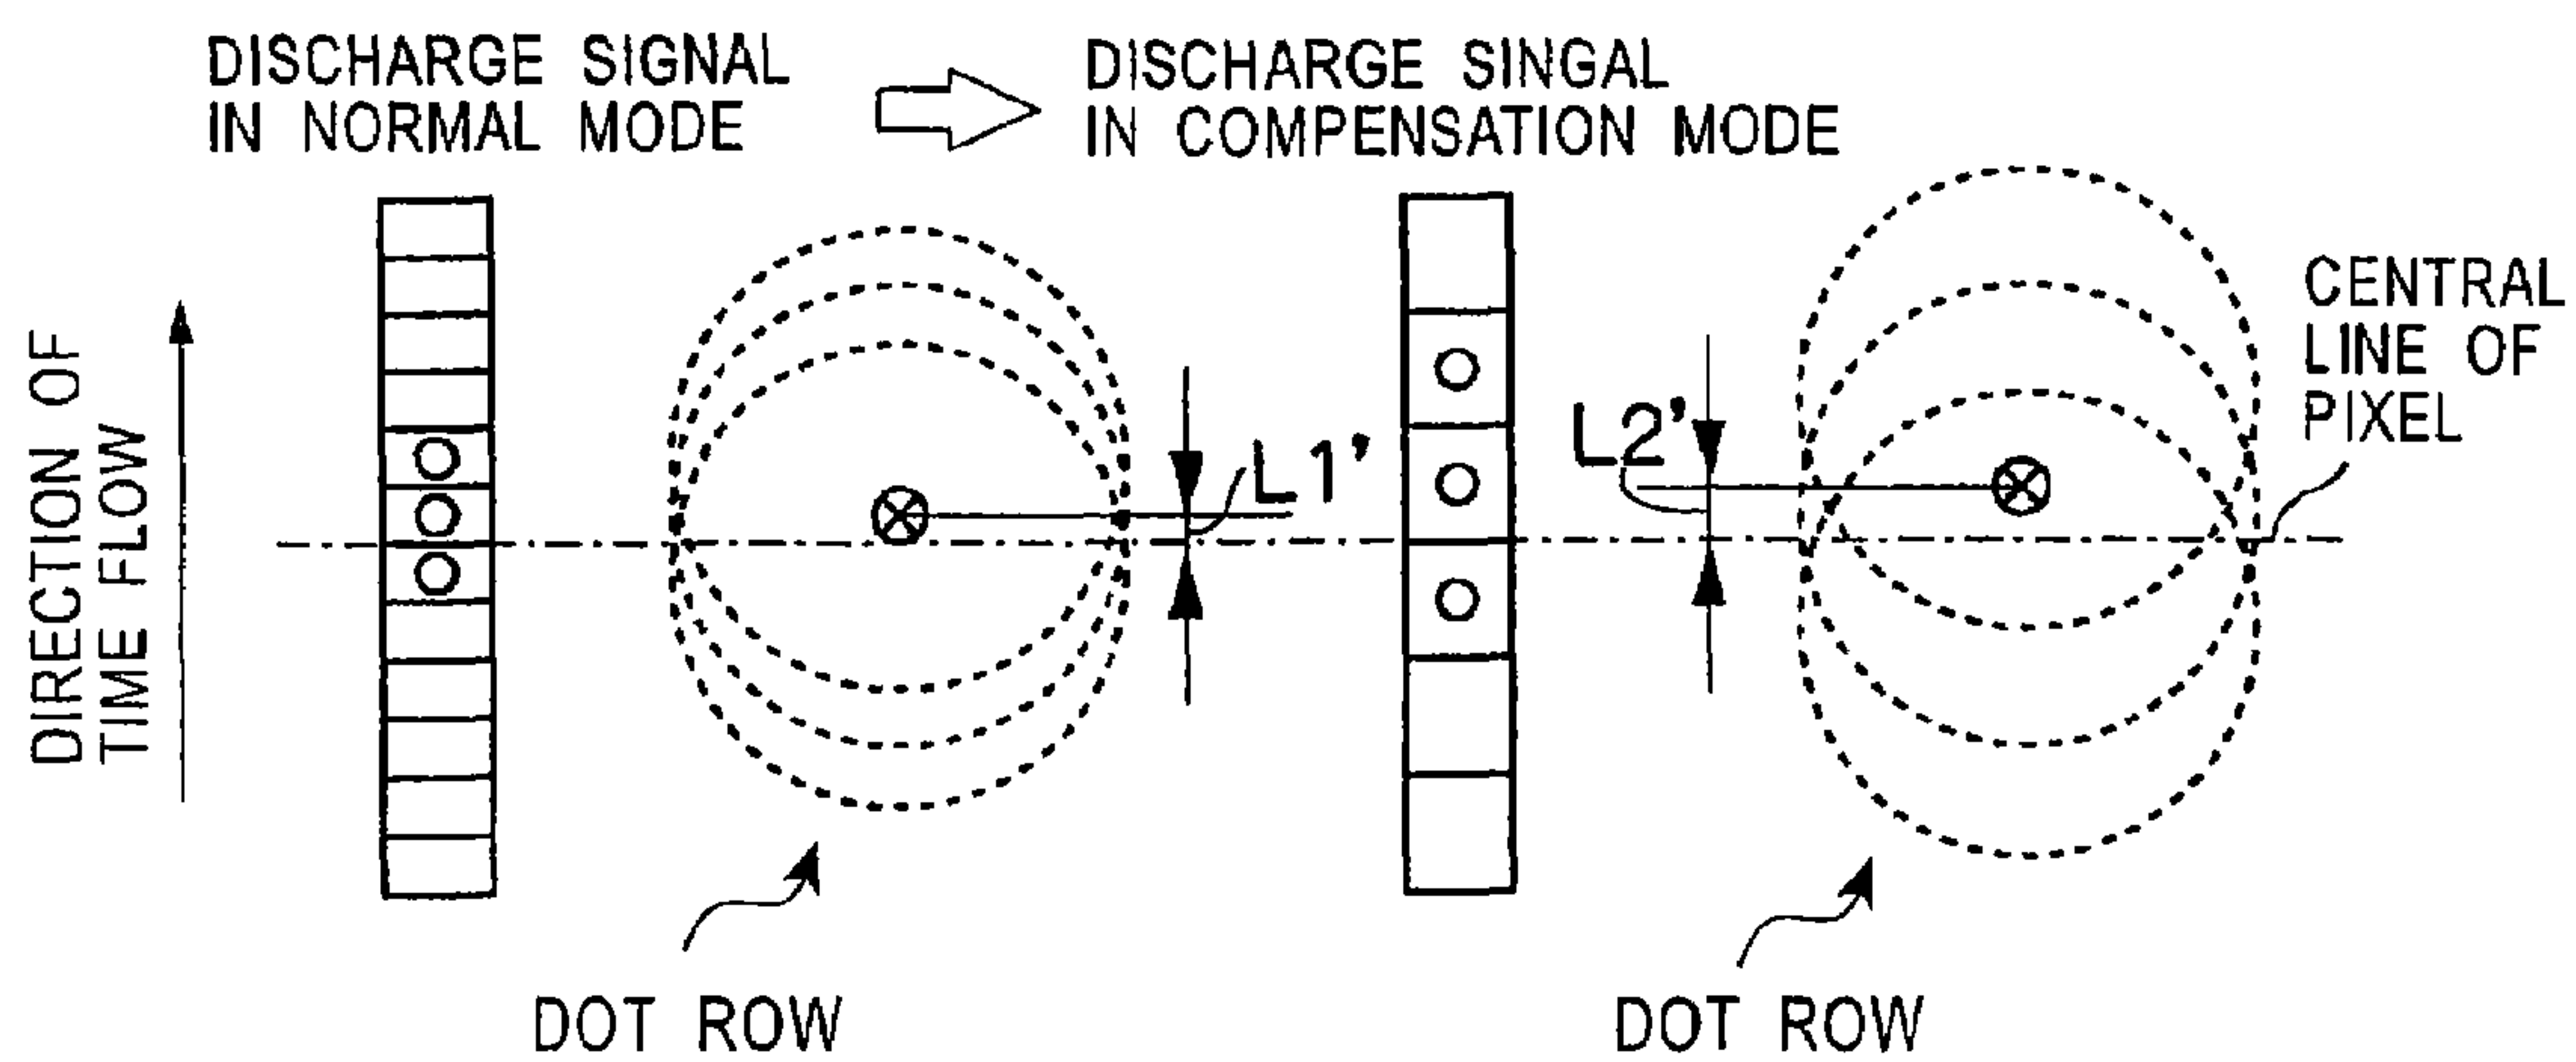 DISCHARGE SIGNAL
IN NORMAL MODE
DISCHARGE SINGAL
IN COMPENSATION MODE
DIRECTION OF
TIME FLOW
L1’
L2’
CENTRAL
LINE OF
PIXEL
DOT ROW
DOT ROW